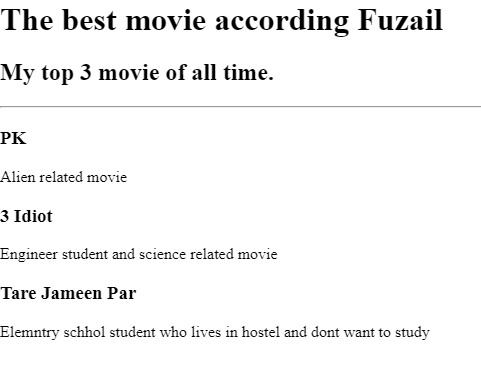 The best movie according Fuzail
My top 3 movie of all time.
PK
Alien related movie
3 Idiot
Engineer student and science related movie
Tare Jameen Par
Elemntry schhol student who lives in hostel and dont want to study